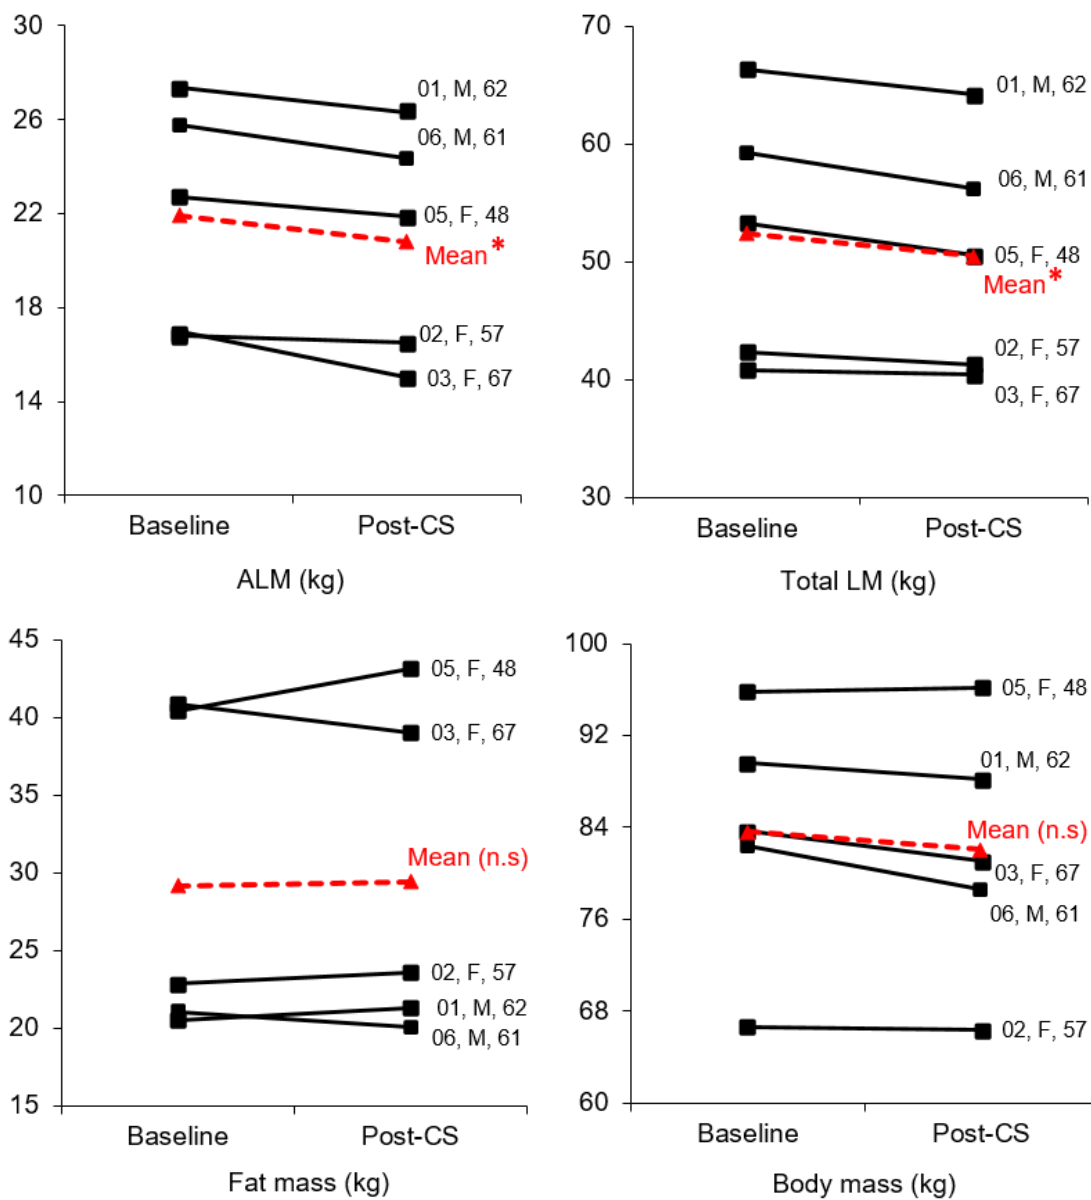 30
26
22
18
14
10
01, M, 62
06, M, 61
05, F, 48
Mean*
02, F, 57
03, F, 67
Baseline Post-CS
ALM (kg)
70
60
50
40
30
01, M, 62
06, M, 61
05, F, 48
Mean*
02, F, 57
03, F, 67
Baseline Post-CS
Total LM (kg)
45
40
35
30
25
20
15
05, F, 48
03, F, 67
Mean (n.s)
02, F, 57
01, M, 62
06, M, 61
Baseline Post-CS
Fat mass (kg)
100
92
84
76
68
60
05, F, 48
01, M, 62
Mean (n.s)
03, F, 67
06, M, 61
02, F, 57
Baseline Post-CS
Body mass (kg)